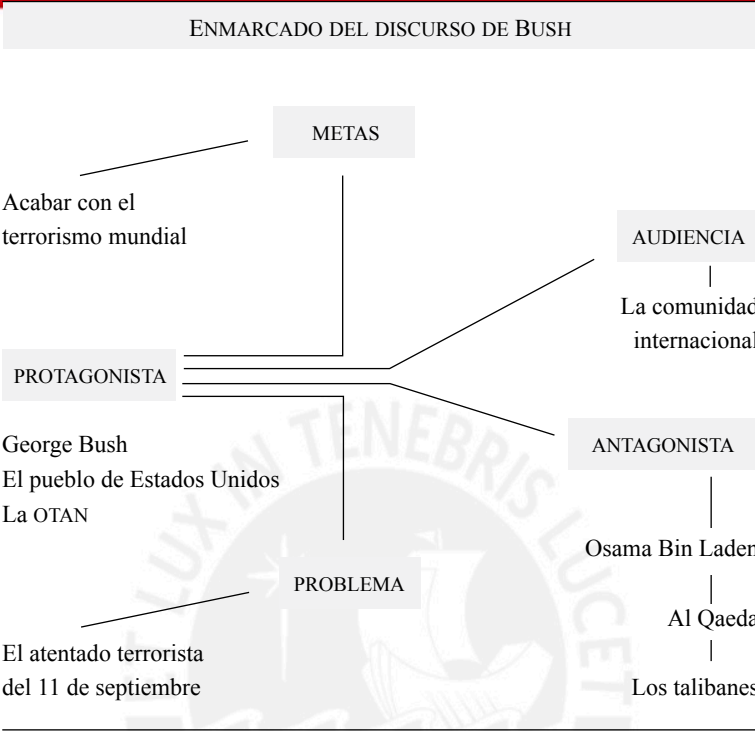 ENMARCADO DEL DISCURSO DE BUSH
METAS
Acabar con el
terrorismo mundial
AUDIENCIA
La comunidad
internacional
PROTAGONISTA
George Bush
El pueblo de Estados Unidos
La OTAN
ANTAGONISTA
Osama Bin Laden
Al Qaeda
Los talibanes
PROBLEMA
El atentado terrorista
del 11 de septiembre
ET LUX IN TENEBRIS LUCET